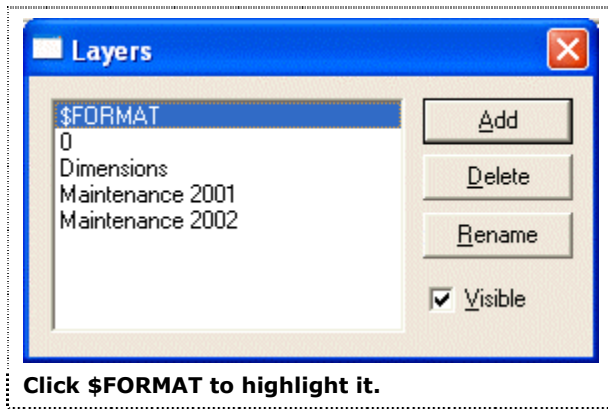 Layers
$FORMAT
0
Dimensions
Maintenance 2001
Maintenance 2002
Add
Delete
Rename
Visible
Click $FORMAT to highlight it.